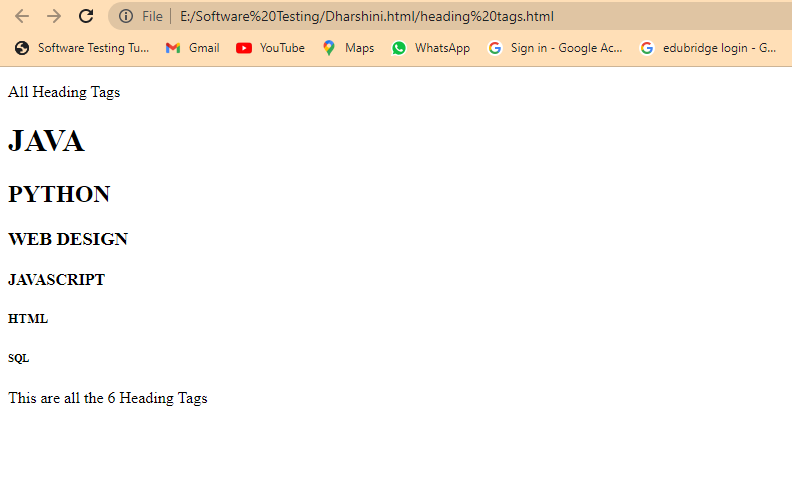 File E:/Software%20Testing/Dharshini.html/heading%20tags.html
Software Testing Tu... Gmail YouTube Maps WhatsApp Sign in - Google Ac... edubridge login - G...
All Heading Tags
JAVA
PYTHON
WEB DESIGN
JAVASCRIPT
HTML
SQL
This are all the 6 Heading Tags